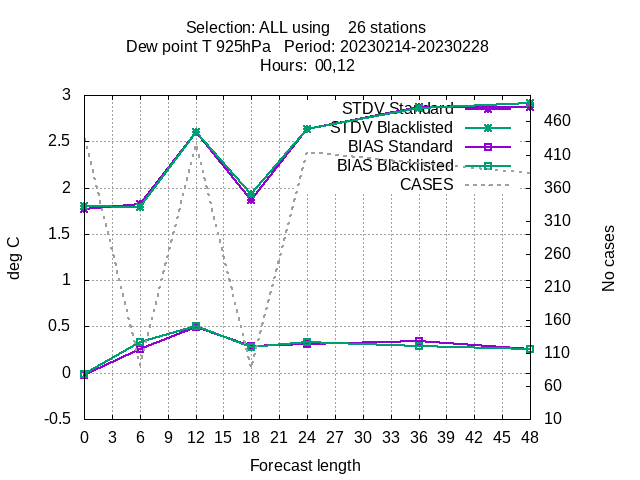 Selection: ALL using 26 stations
Dew point T 925hPa Period: 20230214-20230228
Hours: 00,12
3
2.5
2
1.5
1
0.5
0
-0.5
deg C
STDV Standard
STDV Blacklisted
BIAS Standard
BIAS Blacklisted
CASES
460
410
360
310
260
210
160
110
60
10
No cases
0 3 6 9 12 15 18 21 24 27 30 33 36 39 42 45 48
Forecast length